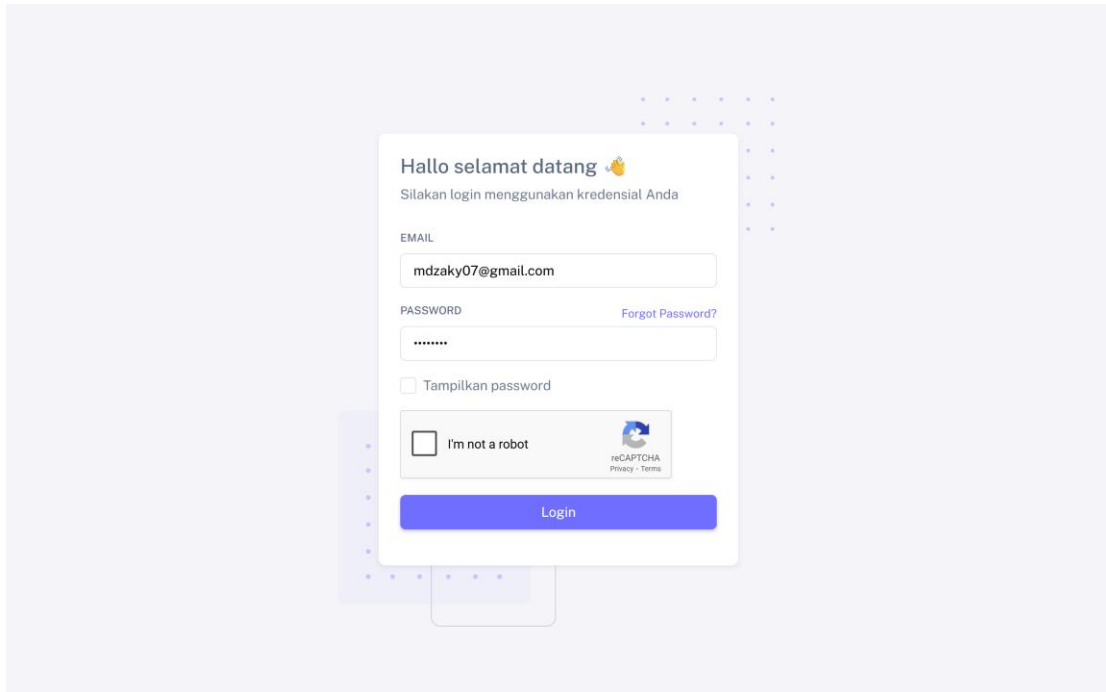 Hallo selamat datang 👋
Silakan login menggunakan kredensial Anda
EMAIL
mdzaky07@gmail.com
PASSWORD
Forgot Password?
••••••••
Tampilkan password
I'm not a robot
reCAPTCHA
Privacy - Terms
Login